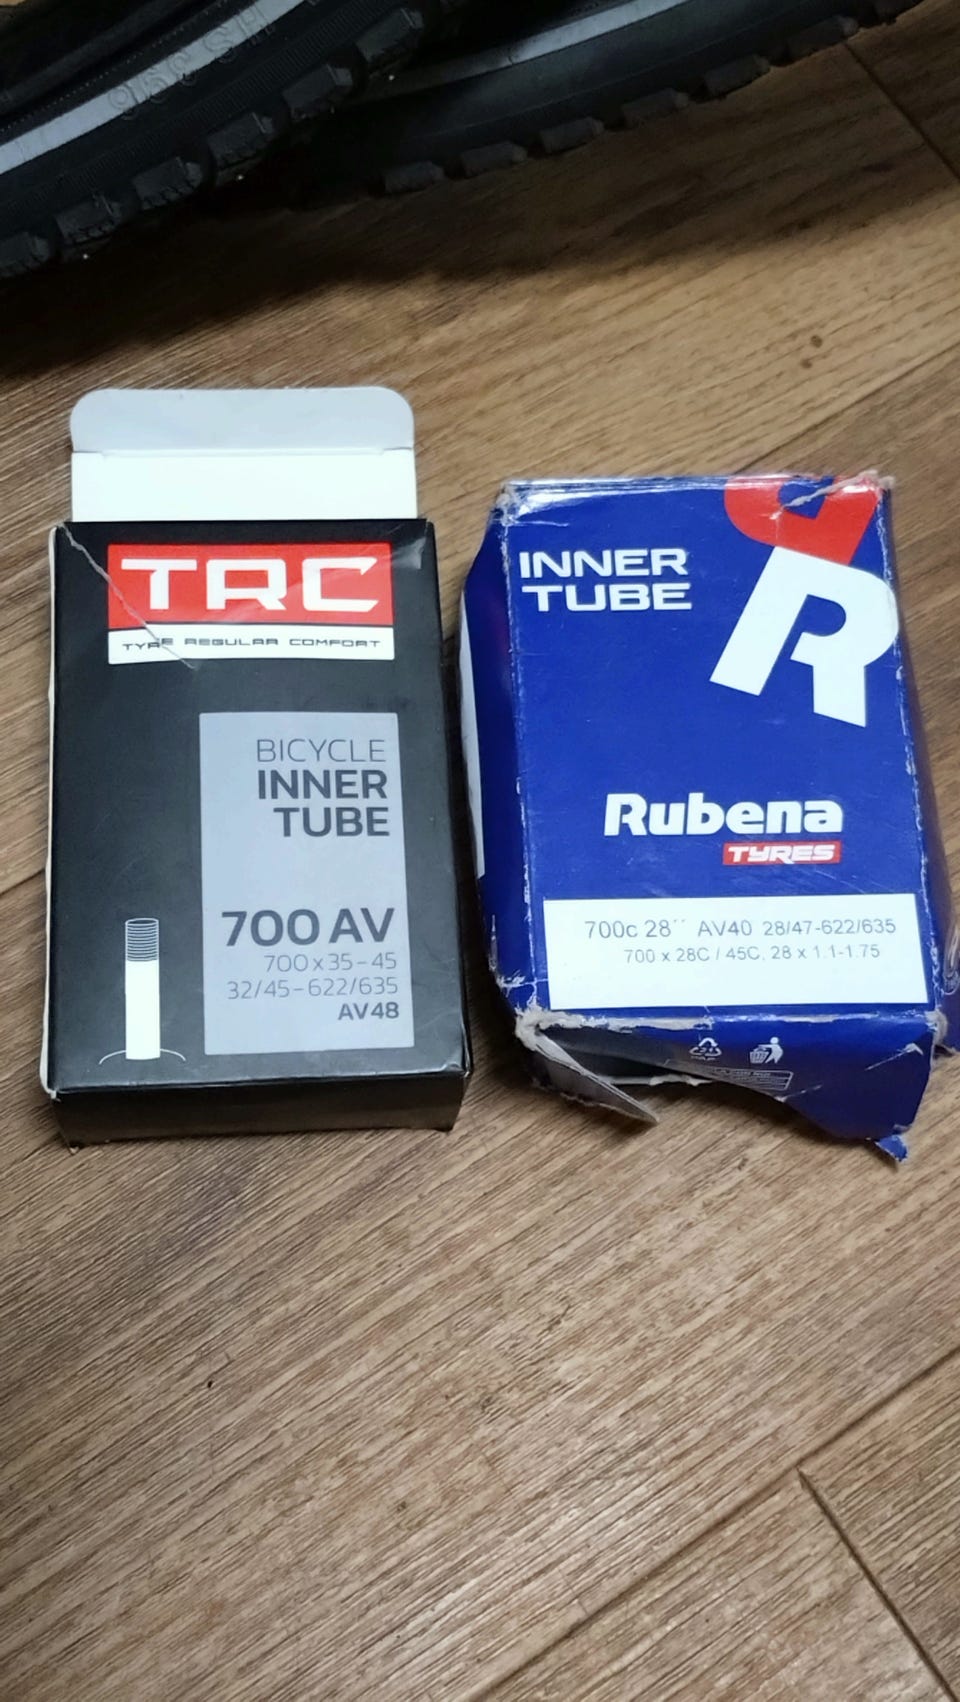 TRC
TYRE REGULAR COMFORT
BICYCLE
INNER
TUBE
700 AV
700 x 35-45
32/45-622/635
AV48
INNER
TUBE
R
Rubena
TYRES
700c 28´´ AV40 28/47-622/635
700 x 28C / 45C, 28 x 1.1-1.75